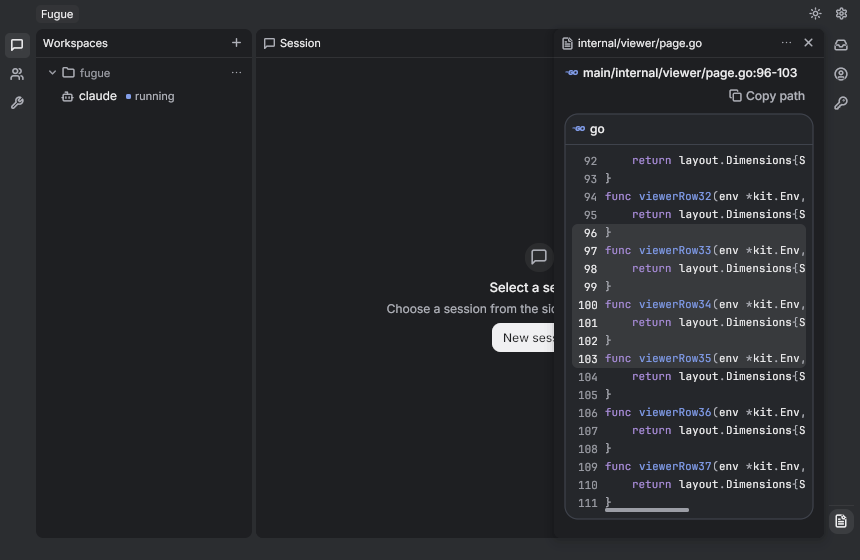 Fugue
Workspaces
fugue
claude running
Session
Select a se
Choose a session from the sid
New sess
internal/viewer/page.go
main/internal/viewer/page.go:96-103
Copy path
go
92 return layout.Dimensions{S
93 }
94 func viewerRow32(env *kit.Env,
95 return layout.Dimensions{S
96 }
97 func viewerRow33(env *kit.Env,
98 return layout.Dimensions{S
99 }
100 func viewerRow34(env *kit.Env,
101 return layout.Dimensions{S
102 }
103 func viewerRow35(env *kit.Env,
104 return layout.Dimensions{S
105 }
106 func viewerRow36(env *kit.Env,
107 return layout.Dimensions{S
108 }
109 func viewerRow37(env *kit.Env,
110 return layout.Dimensions{S
111 }